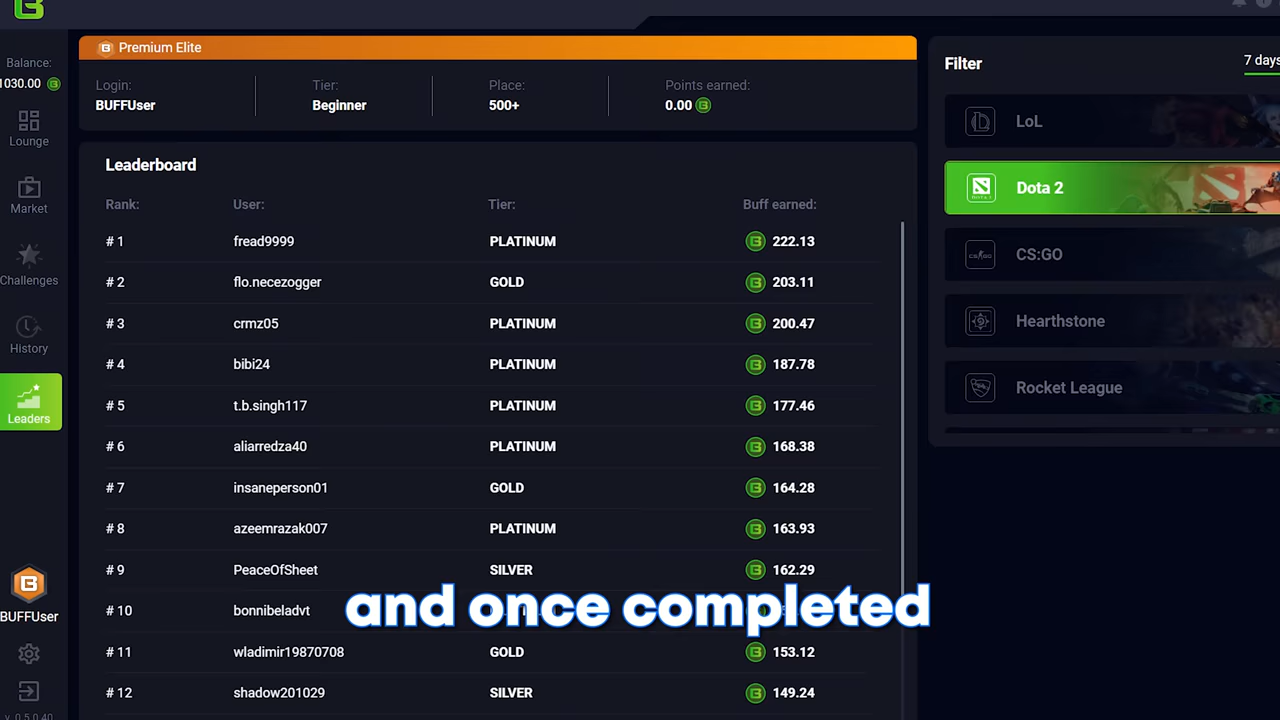 Balance:
1030.00
Lounge
Market
Challenges
History
Leaders
BUFFUser
v. 0.5.0.40
Premium Elite
Login:
BUFFUser
Tier:
Beginner
Place:
500+
Points earned:
0.00
Leaderboard
Rank: User: Tier: Buff earned:
# 1 fread9999 PLATINUM 222.13
# 2 flo.necezogger GOLD 203.11
# 3 crmz05 PLATINUM 200.47
# 4 bibi24 PLATINUM 187.78
# 5 t.b.singh117 PLATINUM 177.46
# 6 aliarredza40 PLATINUM 168.38
# 7 insaneperson01 GOLD 164.28
# 8 azeemrazak007 PLATINUM 163.93
# 9 PeaceOfSheet SILVER 162.29
# 10 bonnibeladvt
# 11 wladimir19870708 GOLD 153.12
# 12 shadow201029 SILVER 149.24
and once completed
Filter
7 days
LoL
Dota 2
CS:GO
Hearthstone
Rocket League